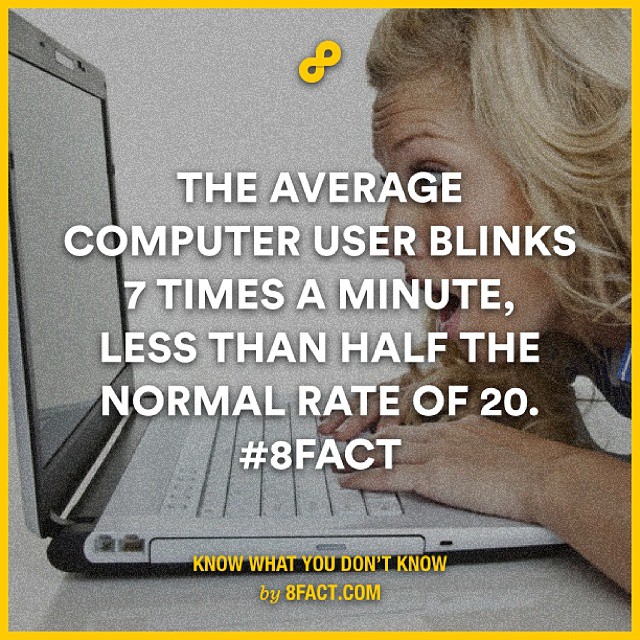 THE AVERAGE
COMPUTER USER BLINKS
7 TIMES A MINUTE,
LESS THAN HALF THE
NORMAL RATE OF 20.
#8FACT
KNOW WHAT YOU DON'T KNOW
by 8FACT.COM